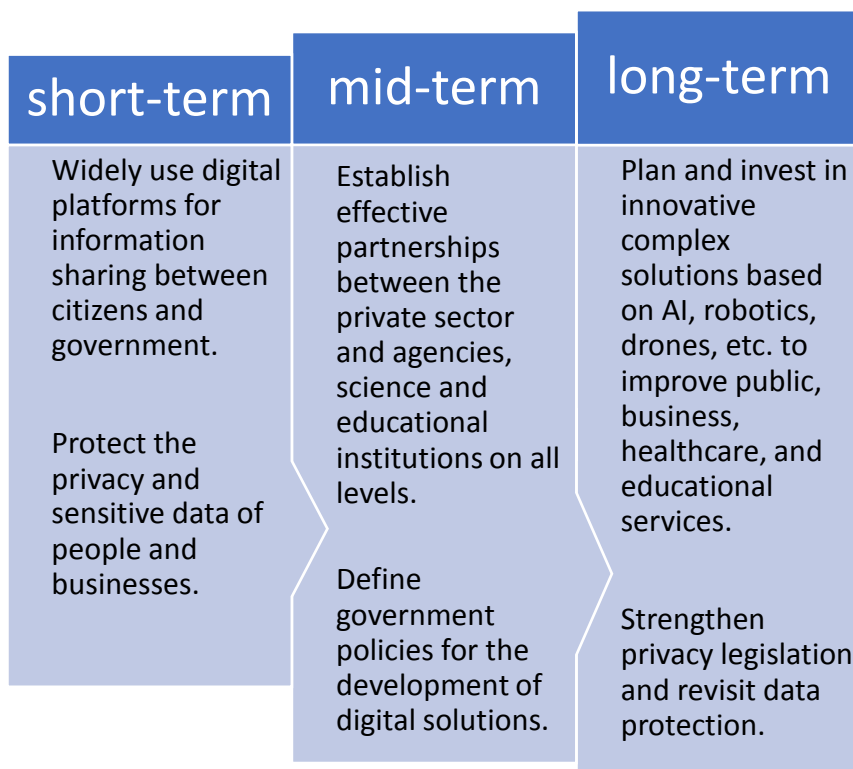 short-term
Widely use digital
platforms for
information
sharing between
citizens and
government.
Protect the
privacy and
sensitive data of
people and
businesses.
mid-term
Establish
effective
partnerships
between the
private sector
and agencies,
science and
educational
institutions on all
levels.
Define
government
policies for the
development of
digital solutions.
long-term
Plan and invest in
innovative
complex
solutions based
on AI, robotics,
drones, etc. to
improve public,
business,
healthcare, and
educational
services.
Strengthen
privacy legislation
and revisit data
protection.